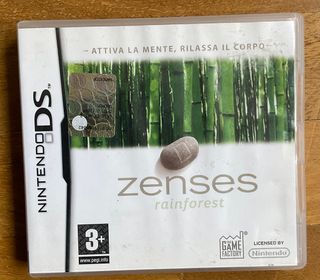 ATTIVA LA MENTE, RILASSA IL CORPO
NINTENDO DS
zenses
rainforest
3+
www.pegi.info
THE
GAME
FACTORY
LICENSED BY
Nintendo